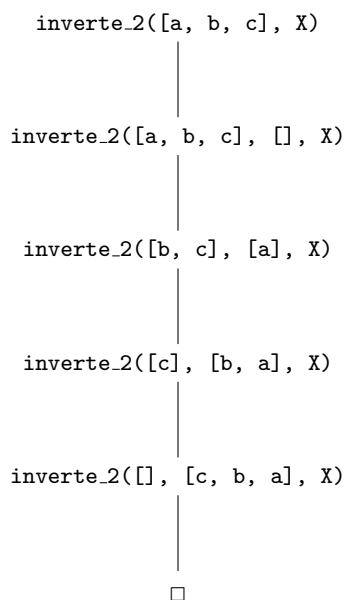 inverte_2([a, b, c], X)
inverte_2([a, b, c], [], X)
inverte_2([b, c], [a], X)
inverte_2([c], [b, a], X)
inverte_2([], [c, b, a], X)
□